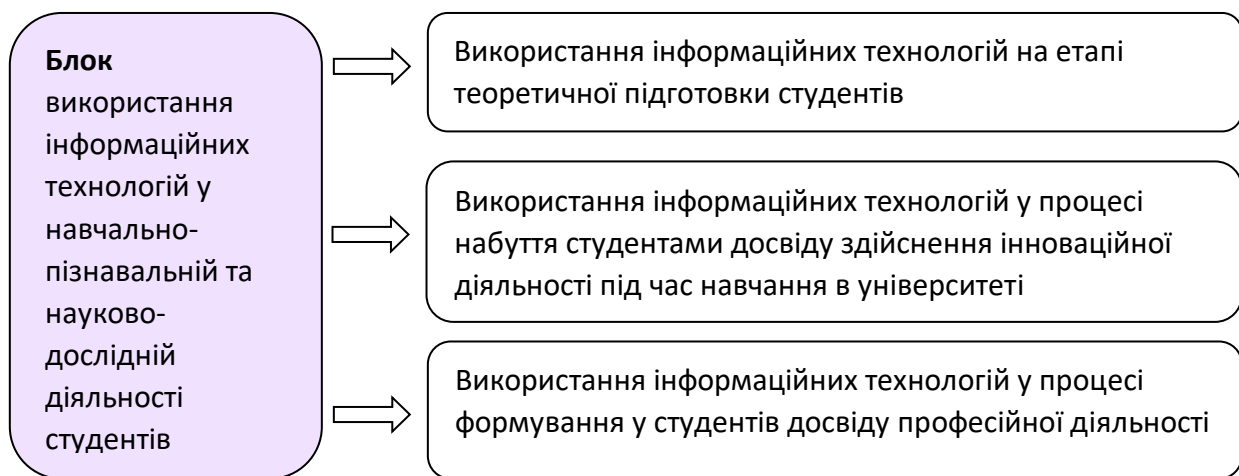 Блок
використання
інформаційних
технологій у
навчально-
пізнавальній та
науково-
дослідній
діяльності
студентів
Використання інформаційних технологій на етапі
теоретичної підготовки студентів
Використання інформаційних технологій у процесі
набуття студентами досвіду здійснення інноваційної
діяльності під час навчання в університеті
Використання інформаційних технологій у процесі
формування у студентів досвіду професійної діяльності